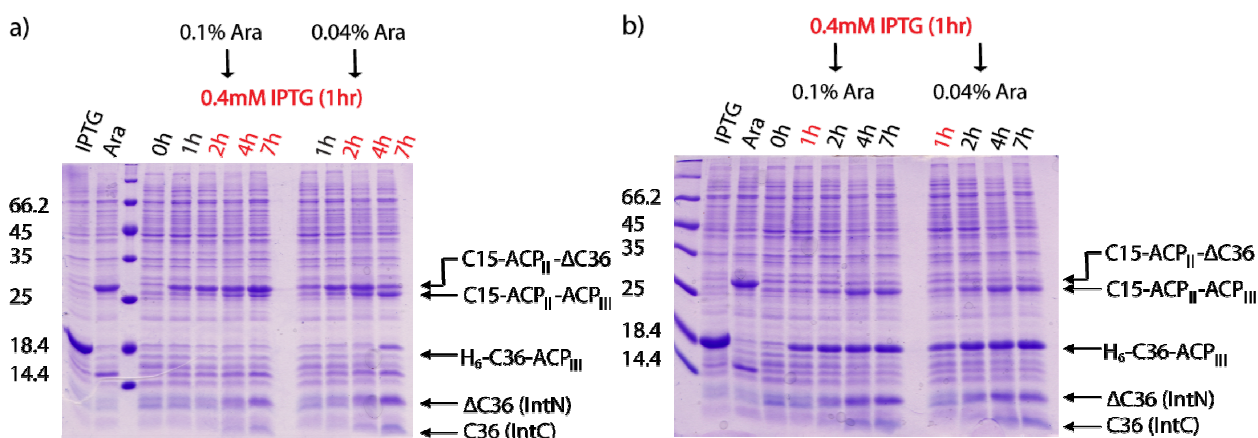 a)
0.1% Ara 0.04% Ara
0.4mM IPTG (1hr)
IPTG Ara 0h 1h 2h 4h 7h 1h 2h 4h 7h
66.2
45
35
25
18.4
14.4
C15-ACPII-ΔC36
C15-ACPII-ACPIII
H6-C36-ACPIII
ΔC36 (IntN)
C36 (IntC)
b)
0.4mM IPTG (1hr)
0.1% Ara 0.04% Ara
IPTG Ara 0h 1h 2h 4h 7h 1h 2h 4h 7h
66.2
45
35
25
18.4
14.4
C15-ACPII-ΔC36
C15-ACPII-ACPIII
H6-C36-ACPIII
ΔC36 (IntN)
C36 (IntC)